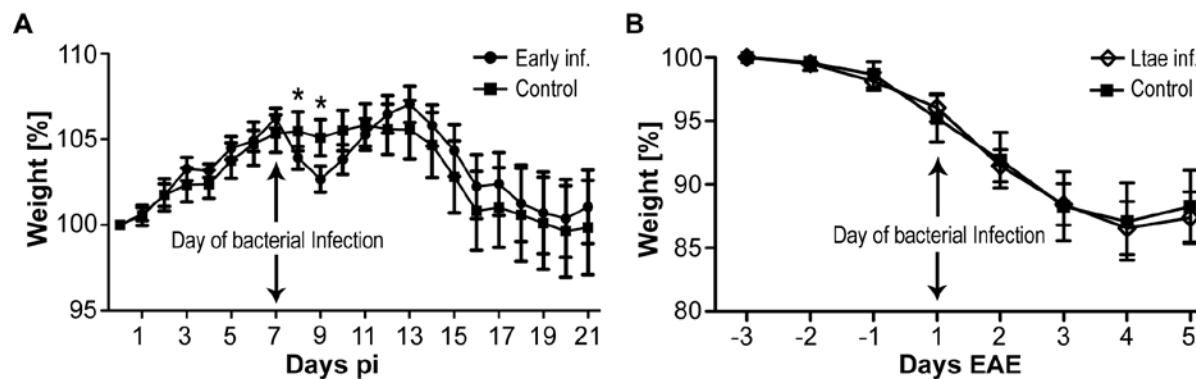 A
110
105
100
95
Weight [%]
Early inf.
Control
* *
Day of bacterial Infection
1 3 5 7 9 11 13 15 17 19 21
Days pi
B
100
95
90
85
80
Weight [%]
Ltae inf.
Control
Day of bacterial Infection
-3 -2 -1 1 2 3 4 5
Days EAE